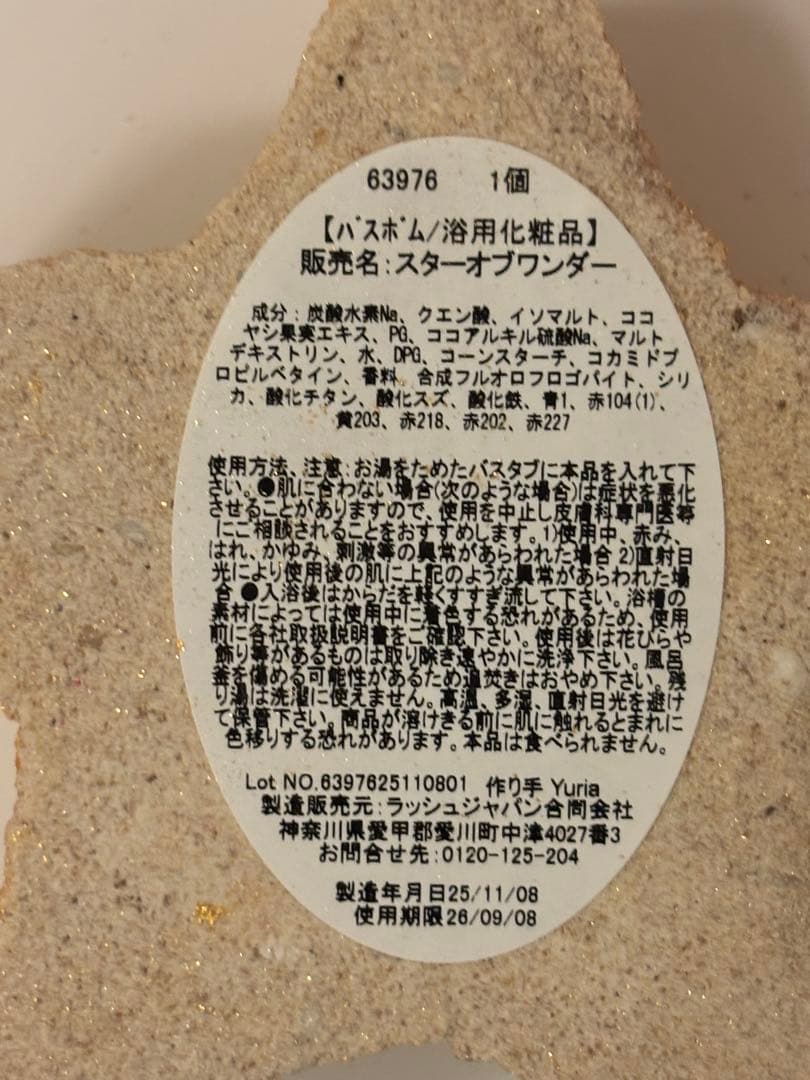 63976 1個
【ﾊﾞｽﾎﾞﾑ/浴用化粧品】
販売名:スターオブワンダー
成分:炭酸水素Na、クエン酸、イソマルト、ココ
ヤシ果実エキス、PG、ココアルキル硫酸Na、マルト
デキストリン、水、DPG、コーンスターチ、コカミドプ
ロピルベタイン、香料、合成フルオロフロゴパイト、シリ
カ、酸化チタン、酸化スズ、酸化鉄、青1、赤104(1)、
黄203、赤218、赤202、赤227
使用方法、注意:お湯をためたバスタブに本品を入れて下
さい。●肌に合わない場合(次のような場合)は症状を悪化
させることがありますので、使用を中止し皮膚科専門医等
にご相談されることをおすすめします。1)使用中、赤み、
はれ、かゆみ、刺激等の異常があらわれた場合 2)直射日
光により使用後の肌に上記のような異常があらわれた場
合 ●入浴後はからだを軽くすすぎ流して下さい。浴槽の
素材によっては使用中に着色する恐れがあるため、使用
前に各社取扱説明書をご確認下さい。使用後は花びらや
飾り等があるものは取り除き速やかに洗浄下さい。風呂
釜を傷める可能性があるため追焚きはおやめ下さい。残
り湯は洗濯に使えません。高温、多湿、直射日光を避け
て保管下さい。商品が溶けきる前に肌に触れるとまれに
色移りする恐れがあります。本品は食べられません。
Lot NO.6397625110801 作り手 Yuria
製造販売元:ラッシュジャパン合同会社
神奈川県愛甲郡愛川町中津4027番3
お問合せ先:0120-125-204
製造年月日25/11/08
使用期限26/09/08